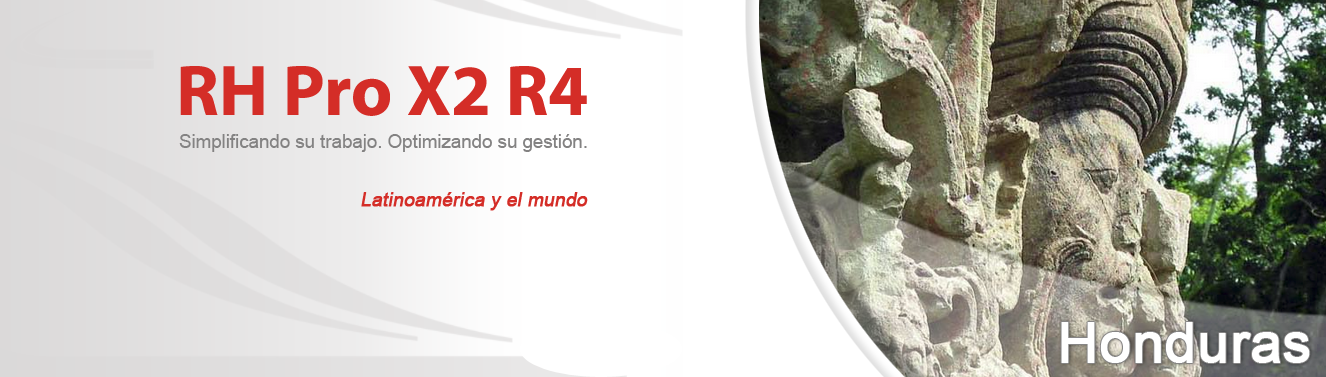 RH Pro X2 R4
Simplificando su trabajo. Optimizando su gestión.
Latinoamérica y el mundo
Honduras